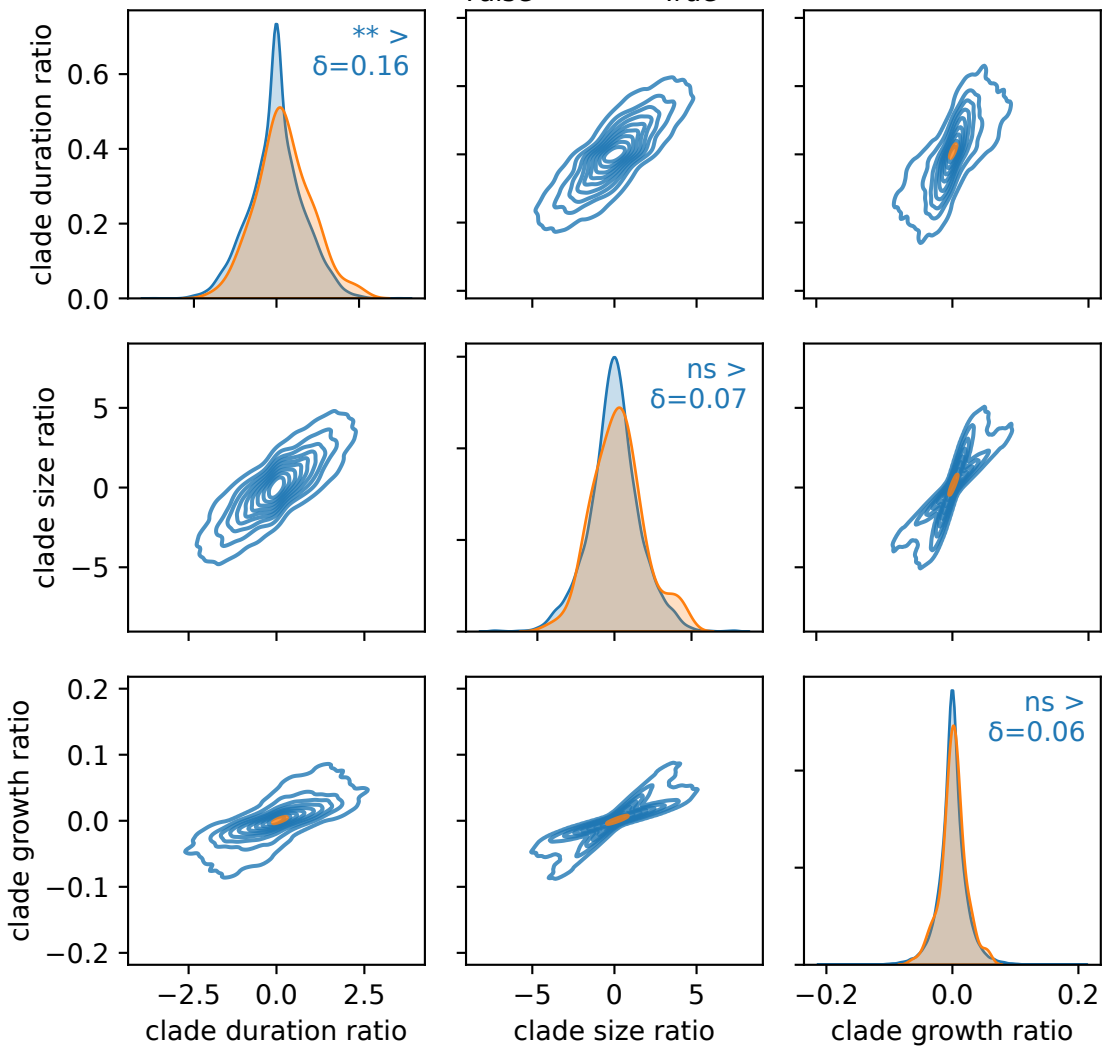 clade duration ratio
0.6
0.4
0.2
0.0
** >
δ=0.16
clade size ratio
5
0
−5
ns >
δ=0.07
clade growth ratio
0.2
0.1
0.0
−0.1
−0.2
ns >
δ=0.06
−2.5 0.0 2.5
−5 0 5
−0.2 0.0 0.2
clade duration ratio
clade size ratio
clade growth ratio